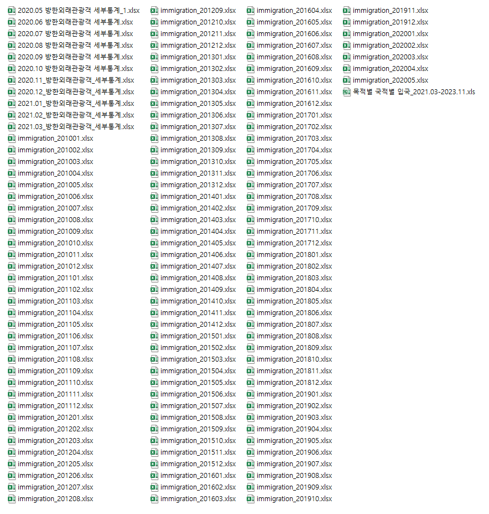 2020.05 방한외래관광객 세부통계_1.xlsx
2020.06 방한외래관광객 세부통계.xlsx
2020.07 방한외래관광객 세부통계.xlsx
2020.08 방한외래관광객 세부통계.xlsx
2020.09 방한외래관광객 세부통계.xlsx
2020.10 방한외래관광객 세부통계.xlsx
2020.11_방한외래관광객_세부통계.xlsx
2020.12_방한외래관광객_세부통계.xlsx
2021.01_방한외래관광객_세부통계.xlsx
2021.02_방한외래관광객_세부통계.xlsx
2021.03_방한외래관광객_세부통계.xlsx
immigration_201001.xlsx
immigration_201002.xlsx
immigration_201003.xlsx
immigration_201004.xlsx
immigration_201005.xlsx
immigration_201006.xlsx
immigration_201007.xlsx
immigration_201008.xlsx
immigration_201009.xlsx
immigration_201010.xlsx
immigration_201011.xlsx
immigration_201012.xlsx
immigration_201101.xlsx
immigration_201102.xlsx
immigration_201103.xlsx
immigration_201104.xlsx
immigration_201105.xlsx
immigration_201106.xlsx
immigration_201107.xlsx
immigration_201108.xlsx
immigration_201109.xlsx
immigration_201110.xlsx
immigration_201111.xlsx
immigration_201112.xlsx
immigration_201201.xlsx
immigration_201202.xlsx
immigration_201203.xlsx
immigration_201204.xlsx
immigration_201205.xlsx
immigration_201206.xlsx
immigration_201207.xlsx
immigration_201208.xlsx
immigration_201209.xlsx
immigration_201210.xlsx
immigration_201211.xlsx
immigration_201212.xlsx
immigration_201301.xlsx
immigration_201302.xlsx
immigration_201303.xlsx
immigration_201304.xlsx
immigration_201305.xlsx
immigration_201306.xlsx
immigration_201307.xlsx
immigration_201308.xlsx
immigration_201309.xlsx
immigration_201310.xlsx
immigration_201311.xlsx
immigration_201312.xlsx
immigration_201401.xlsx
immigration_201402.xlsx
immigration_201403.xlsx
immigration_201404.xlsx
immigration_201405.xlsx
immigration_201406.xlsx
immigration_201407.xlsx
immigration_201408.xlsx
immigration_201409.xlsx
immigration_201410.xlsx
immigration_201411.xlsx
immigration_201412.xlsx
immigration_201501.xlsx
immigration_201502.xlsx
immigration_201503.xlsx
immigration_201504.xlsx
immigration_201505.xlsx
immigration_201506.xlsx
immigration_201507.xlsx
immigration_201508.xlsx
immigration_201509.xlsx
immigration_201510.xlsx
immigration_201511.xlsx
immigration_201512.xlsx
immigration_201601.xlsx
immigration_201602.xlsx
immigration_201603.xlsx
immigration_201604.xlsx
immigration_201605.xlsx
immigration_201606.xlsx
immigration_201607.xlsx
immigration_201608.xlsx
immigration_201609.xlsx
immigration_201610.xlsx
immigration_201611.xlsx
immigration_201612.xlsx
immigration_201701.xlsx
immigration_201702.xlsx
immigration_201703.xlsx
immigration_201704.xlsx
immigration_201705.xlsx
immigration_201706.xlsx
immigration_201707.xlsx
immigration_201708.xlsx
immigration_201709.xlsx
immigration_201710.xlsx
immigration_201711.xlsx
immigration_201712.xlsx
immigration_201801.xlsx
immigration_201802.xlsx
immigration_201803.xlsx
immigration_201804.xlsx
immigration_201805.xlsx
immigration_201806.xlsx
immigration_201807.xlsx
immigration_201808.xlsx
immigration_201809.xlsx
immigration_201810.xlsx
immigration_201811.xlsx
immigration_201812.xlsx
immigration_201901.xlsx
immigration_201902.xlsx
immigration_201903.xlsx
immigration_201904.xlsx
immigration_201905.xlsx
immigration_201906.xlsx
immigration_201907.xlsx
immigration_201908.xlsx
immigration_201909.xlsx
immigration_201910.xlsx
immigration_201911.xlsx
immigration_201912.xlsx
immigration_202001.xlsx
immigration_202002.xlsx
immigration_202003.xlsx
immigration_202004.xlsx
immigration_202005.xlsx
목적별 국적별 입국_2021.03-2023.11.xls